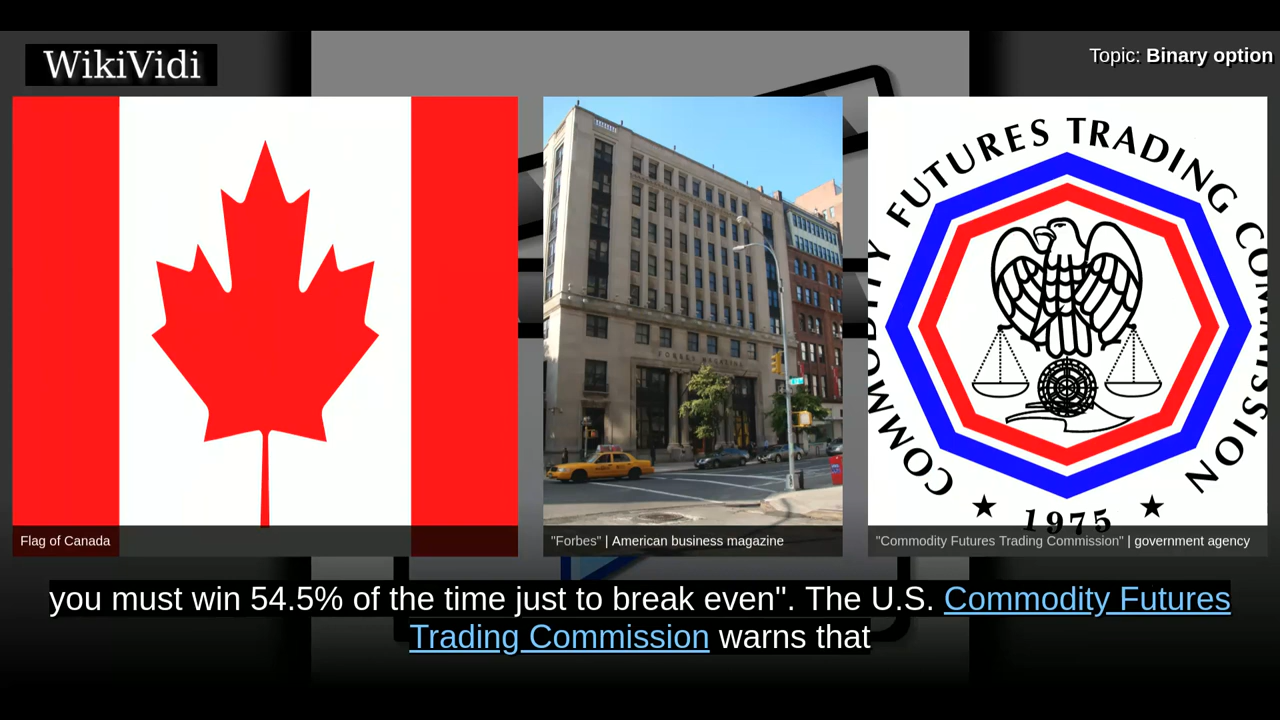 WikiVidi
Topic: Binary option
FORBES MAGAZINE
COMMODITY FUTURES TRADING COMMISSION
★ 1975 ★
Flag of Canada
"Forbes" | American business magazine
"Commodity Futures Trading Commission" | government agency
you must win 54.5% of the time just to break even". The U.S. Commodity Futures
Trading Commission warns that